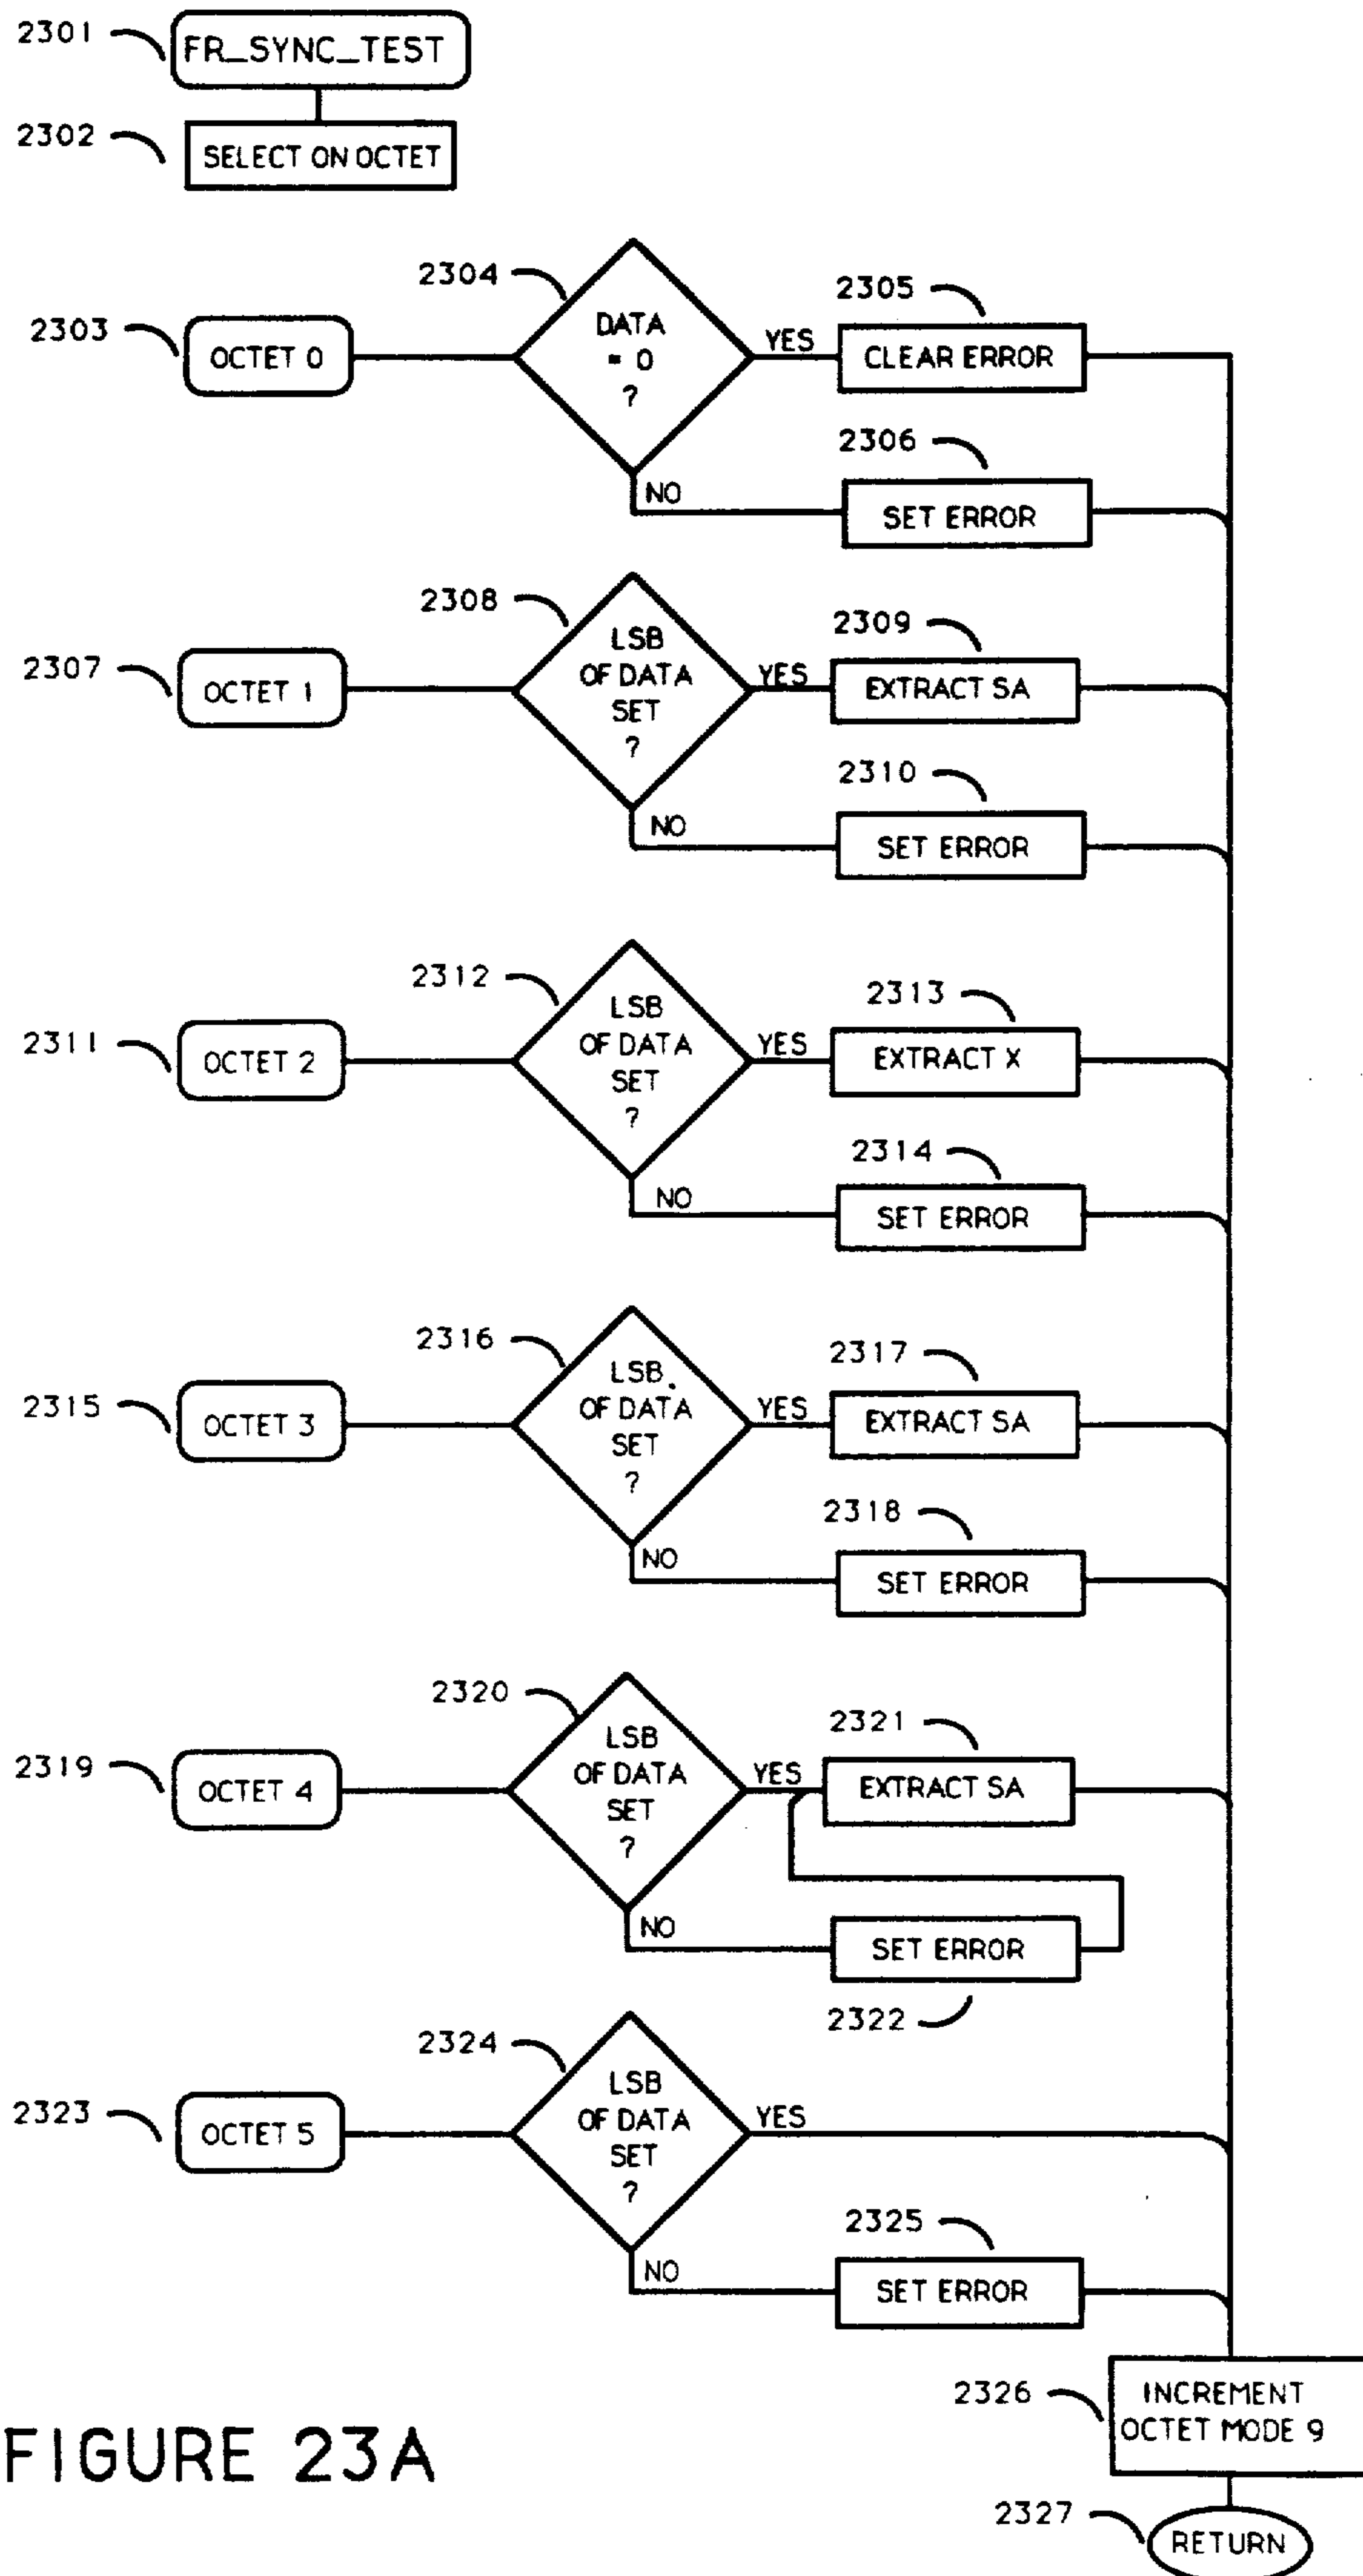 2301
FR_SYNC_TEST
2302
SELECT ON OCTET
2303
OCTET 0
2304
DATA
= 0
?
YES
2305
CLEAR ERROR
NO
2306
SET ERROR
2307
OCTET 1
2308
LSB
OF DATA
SET
?
YES
2309
EXTRACT SA
NO
2310
SET ERROR
2311
OCTET 2
2312
LSB
OF DATA
SET
?
YES
2313
EXTRACT X
NO
2314
SET ERROR
2315
OCTET 3
2316
LSB
OF DATA
SET
?
YES
2317
EXTRACT SA
NO
2318
SET ERROR
2319
OCTET 4
2320
LSB
OF DATA
SET
?
YES
2321
EXTRACT SA
NO
SET ERROR
2322
2323
OCTET 5
2324
LSB
OF DATA
SET
?
YES
NO
2325
SET ERROR
2326
INCREMENT
OCTET MODE 9
2327
RETURN
FIGURE 23A